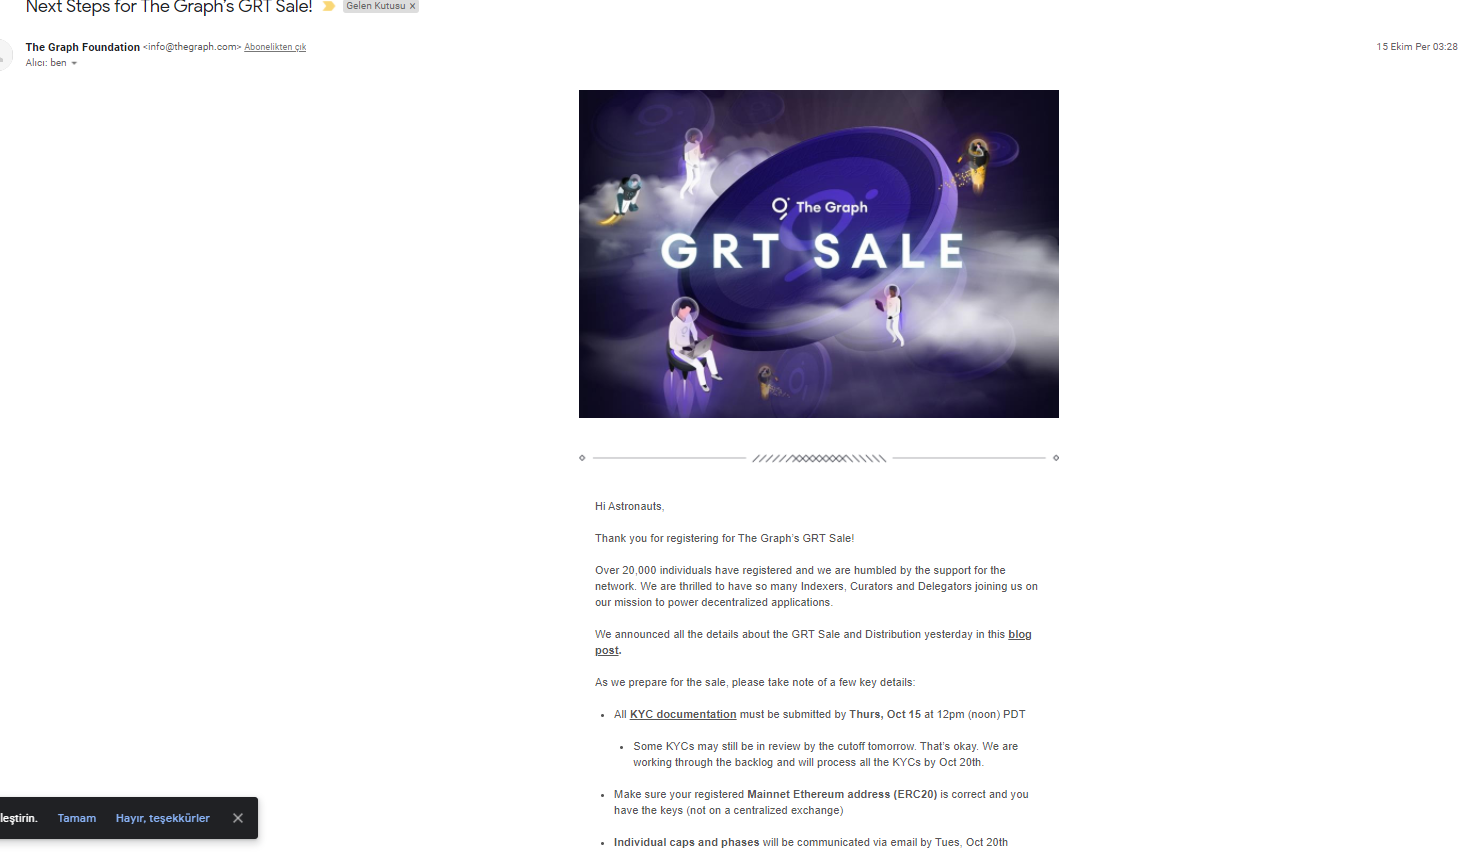 Next Steps for The Graph's GRT Sale!
Gelen Kutusu x
The Graph Foundation <info@thegraph.com> Abonelikten çık
15 Ekim Per 03:28
Alıcı: ben
The Graph
GRT SALE
Hi Astronauts,
Thank you for registering for The Graph's GRT Sale!
Over 20,000 individuals have registered and we are humbled by the support for the
network. We are thrilled to have so many Indexers, Curators and Delegators joining us on
our mission to power decentralized applications.
We announced all the details about the GRT Sale and Distribution yesterday in this blog
post.
As we prepare for the sale, please take note of a few key details:
• All KYC documentation must be submitted by Thurs, Oct 15 at 12pm (noon) PDT
• Some KYCs may still be in review by the cutoff tomorrow. That's okay. We are
working through the backlog and will process all the KYCs by Oct 20th.
• Make sure your registered Mainnet Ethereum address (ERC20) is correct and you
have the keys (not on a centralized exchange)
• Individual caps and phases will be communicated via email by Tues, Oct 20th
leştirin. Tamam Hayır, teşekkürler